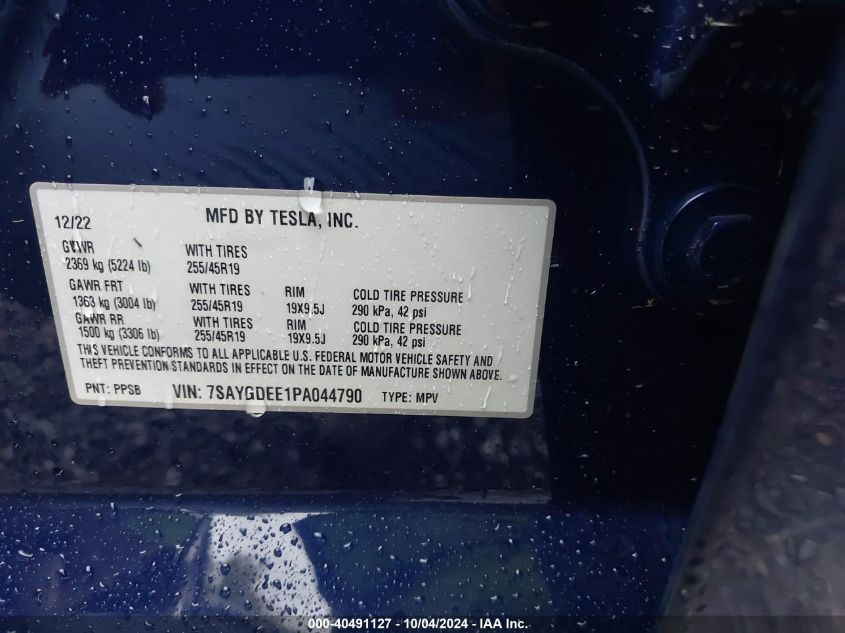 12/22 MFD BY TESLA, INC.
GVWR WITH TIRES
2369 kg (5224 lb) 255/45R19
GAWR FRT WITH TIRES RIM COLD TIRE PRESSURE
1363 kg (3004 lb) 255/45R19 19X9.5J 290 kPa, 42 psi
GAWR RR WITH TIRES RIM COLD TIRE PRESSURE
1500 kg (3306 lb) 255/45R19 19X9.5J 290 kPa, 42 psi
THIS VEHICLE CONFORMS TO ALL APPLICABLE U.S. FEDERAL MOTOR VEHICLE SAFETY AND
THEFT PREVENTION STANDARDS IN EFFECT ON THE DATE OF MANUFACTURE SHOWN ABOVE.
PNT: PPSB VIN: 7SAYGDEE1PA044790 TYPE: MPV
000-40491127 - 10/04/2024 - IAA Inc.